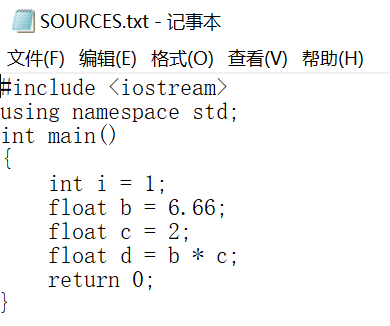 SOURCES.txt - 记事本
文件(F) 编辑(E) 格式(O) 查看(V) 帮助(H)
#include <iostream>
using namespace std;
int main()
{
    int i = 1;
    float b = 6.66;
    float c = 2;
    float d = b * c;
    return 0;
}